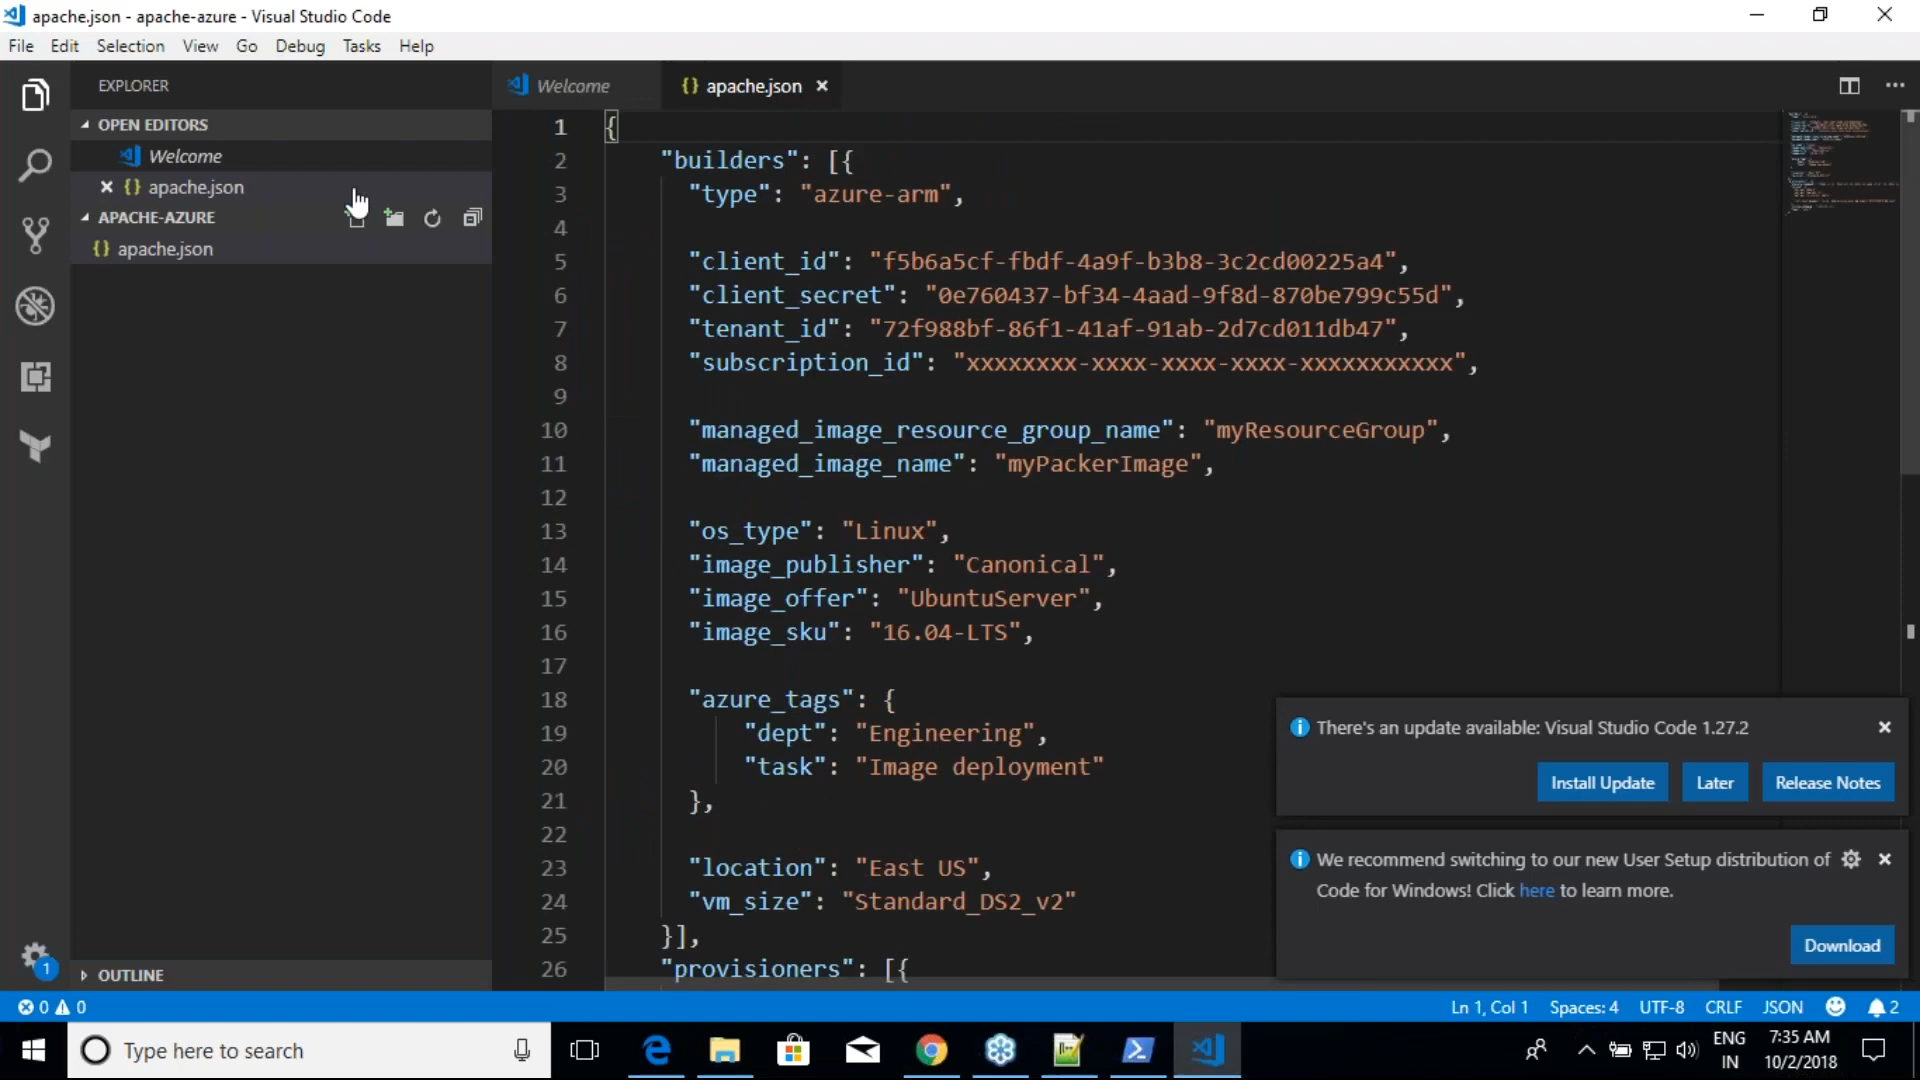 apache.json - apache-azure - Visual Studio Code
File Edit Selection View Go Debug Tasks Help
EXPLORER
OPEN EDITORS
Welcome
apache.json
APACHE-AZURE
apache.json
OUTLINE
1
Welcome
apache.json
1 {
2 "builders": [{
3 "type": "azure-arm",
4
5 "client_id": "f5b6a5cf-fbdf-4a9f-b3b8-3c2cd00225a4",
6 "client_secret": "0e760437-bf34-4aad-9f8d-870be799c55d",
7 "tenant_id": "72f988bf-86f1-41af-91ab-2d7cd011db47",
8 "subscription_id": "xxxxxxxx-xxxx-xxxx-xxxx-xxxxxxxxxxx",
9
10 "managed_image_resource_group_name": "myResourceGroup",
11 "managed_image_name": "myPackerImage",
12
13 "os_type": "Linux",
14 "image_publisher": "Canonical",
15 "image_offer": "UbuntuServer",
16 "image_sku": "16.04-LTS",
17
18 "azure_tags": {
19 "dept": "Engineering",
20 "task": "Image deployment"
21 },
22
23 "location": "East US",
24 "vm_size": "Standard_DS2_v2"
25 }],
26 "provisioners": [{
There's an update available: Visual Studio Code 1.27.2
Install Update Later Release Notes
We recommend switching to our new User Setup distribution of
Code for Windows! Click here to learn more.
Download
0 0 Ln 1, Col 1 Spaces: 4 UTF-8 CRLF JSON 2
Type here to search
ENG
IN
7:35 AM
10/2/2018